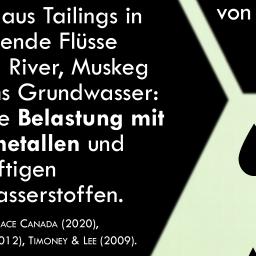 von
aus Tailings in
ende Flüsse
River, Muskeg
s Grundwasser:
e Belastung mit
metallen und
ftigen
asserstoffen.
ace Canada (2020),
012), Timoney & Lee (2009).